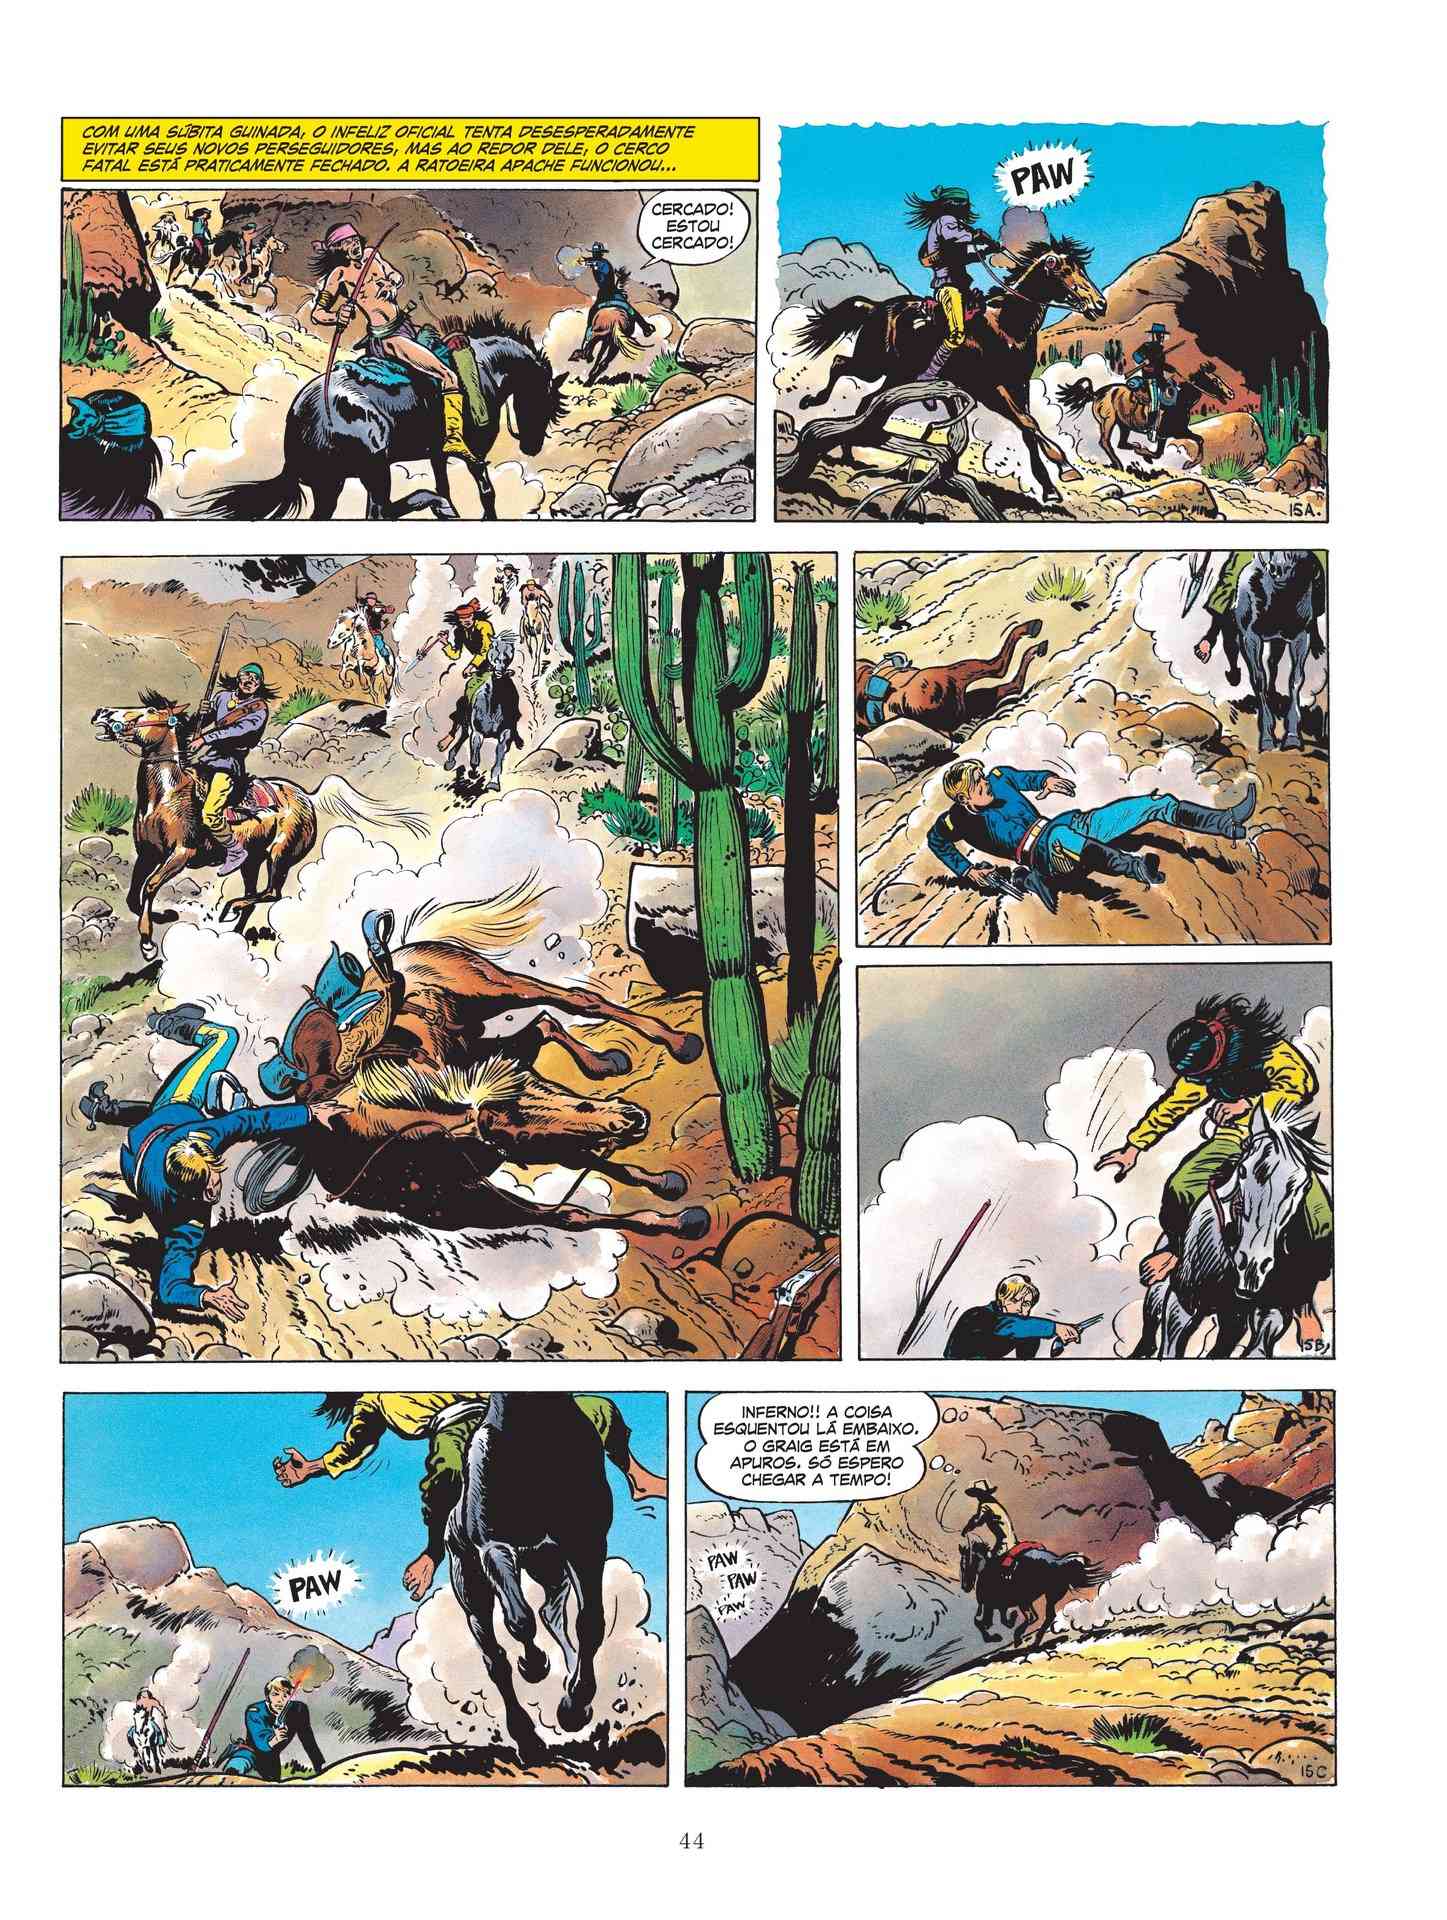 COM UMA SÚBITA GUINADA, O INFELIZ OFICIAL TENTA DESESPERADAMENTE
EVITAR SEUS NOVOS PERSEGUIDORES, MAS AO REDOR DELE, O CERCO
FATAL ESTÁ PRATICAMENTE FECHADO. A RATOEIRA APACHE FUNCIONOU...
CERCADO!
ESTOU
CERCADO!
PAW
15A.
15B
PAW
INFERNO!! A COISA
ESQUENTOU LÁ EMBAIXO.
O GRAIG ESTÁ EM
APUROS. SÓ ESPERO
CHEGAR A TEMPO!
PAW
PAW
PAW
15C
44